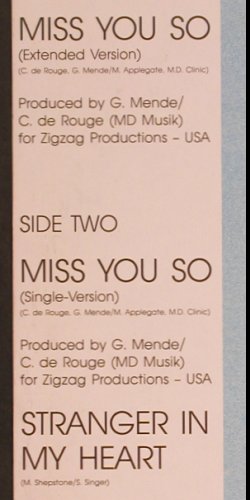 MISS YOU SO
(Extended Version)
(C. de Rouge, G. Mende/M. Applegate, M.D. Clinic)
Produced by G. Mende/
C. de Rouge (MD Musik)
for Zigzag Productions – USA
SIDE TWO
MISS YOU SO
(Single-Version)
(C. de Rouge, G. Mende/M. Applegate, M.D. Clinic)
Produced by G. Mende/
C. de Rouge (MD Musik)
for Zigzag Productions – USA
STRANGER IN
MY HEART
(M. Shepstone/S. Singer)